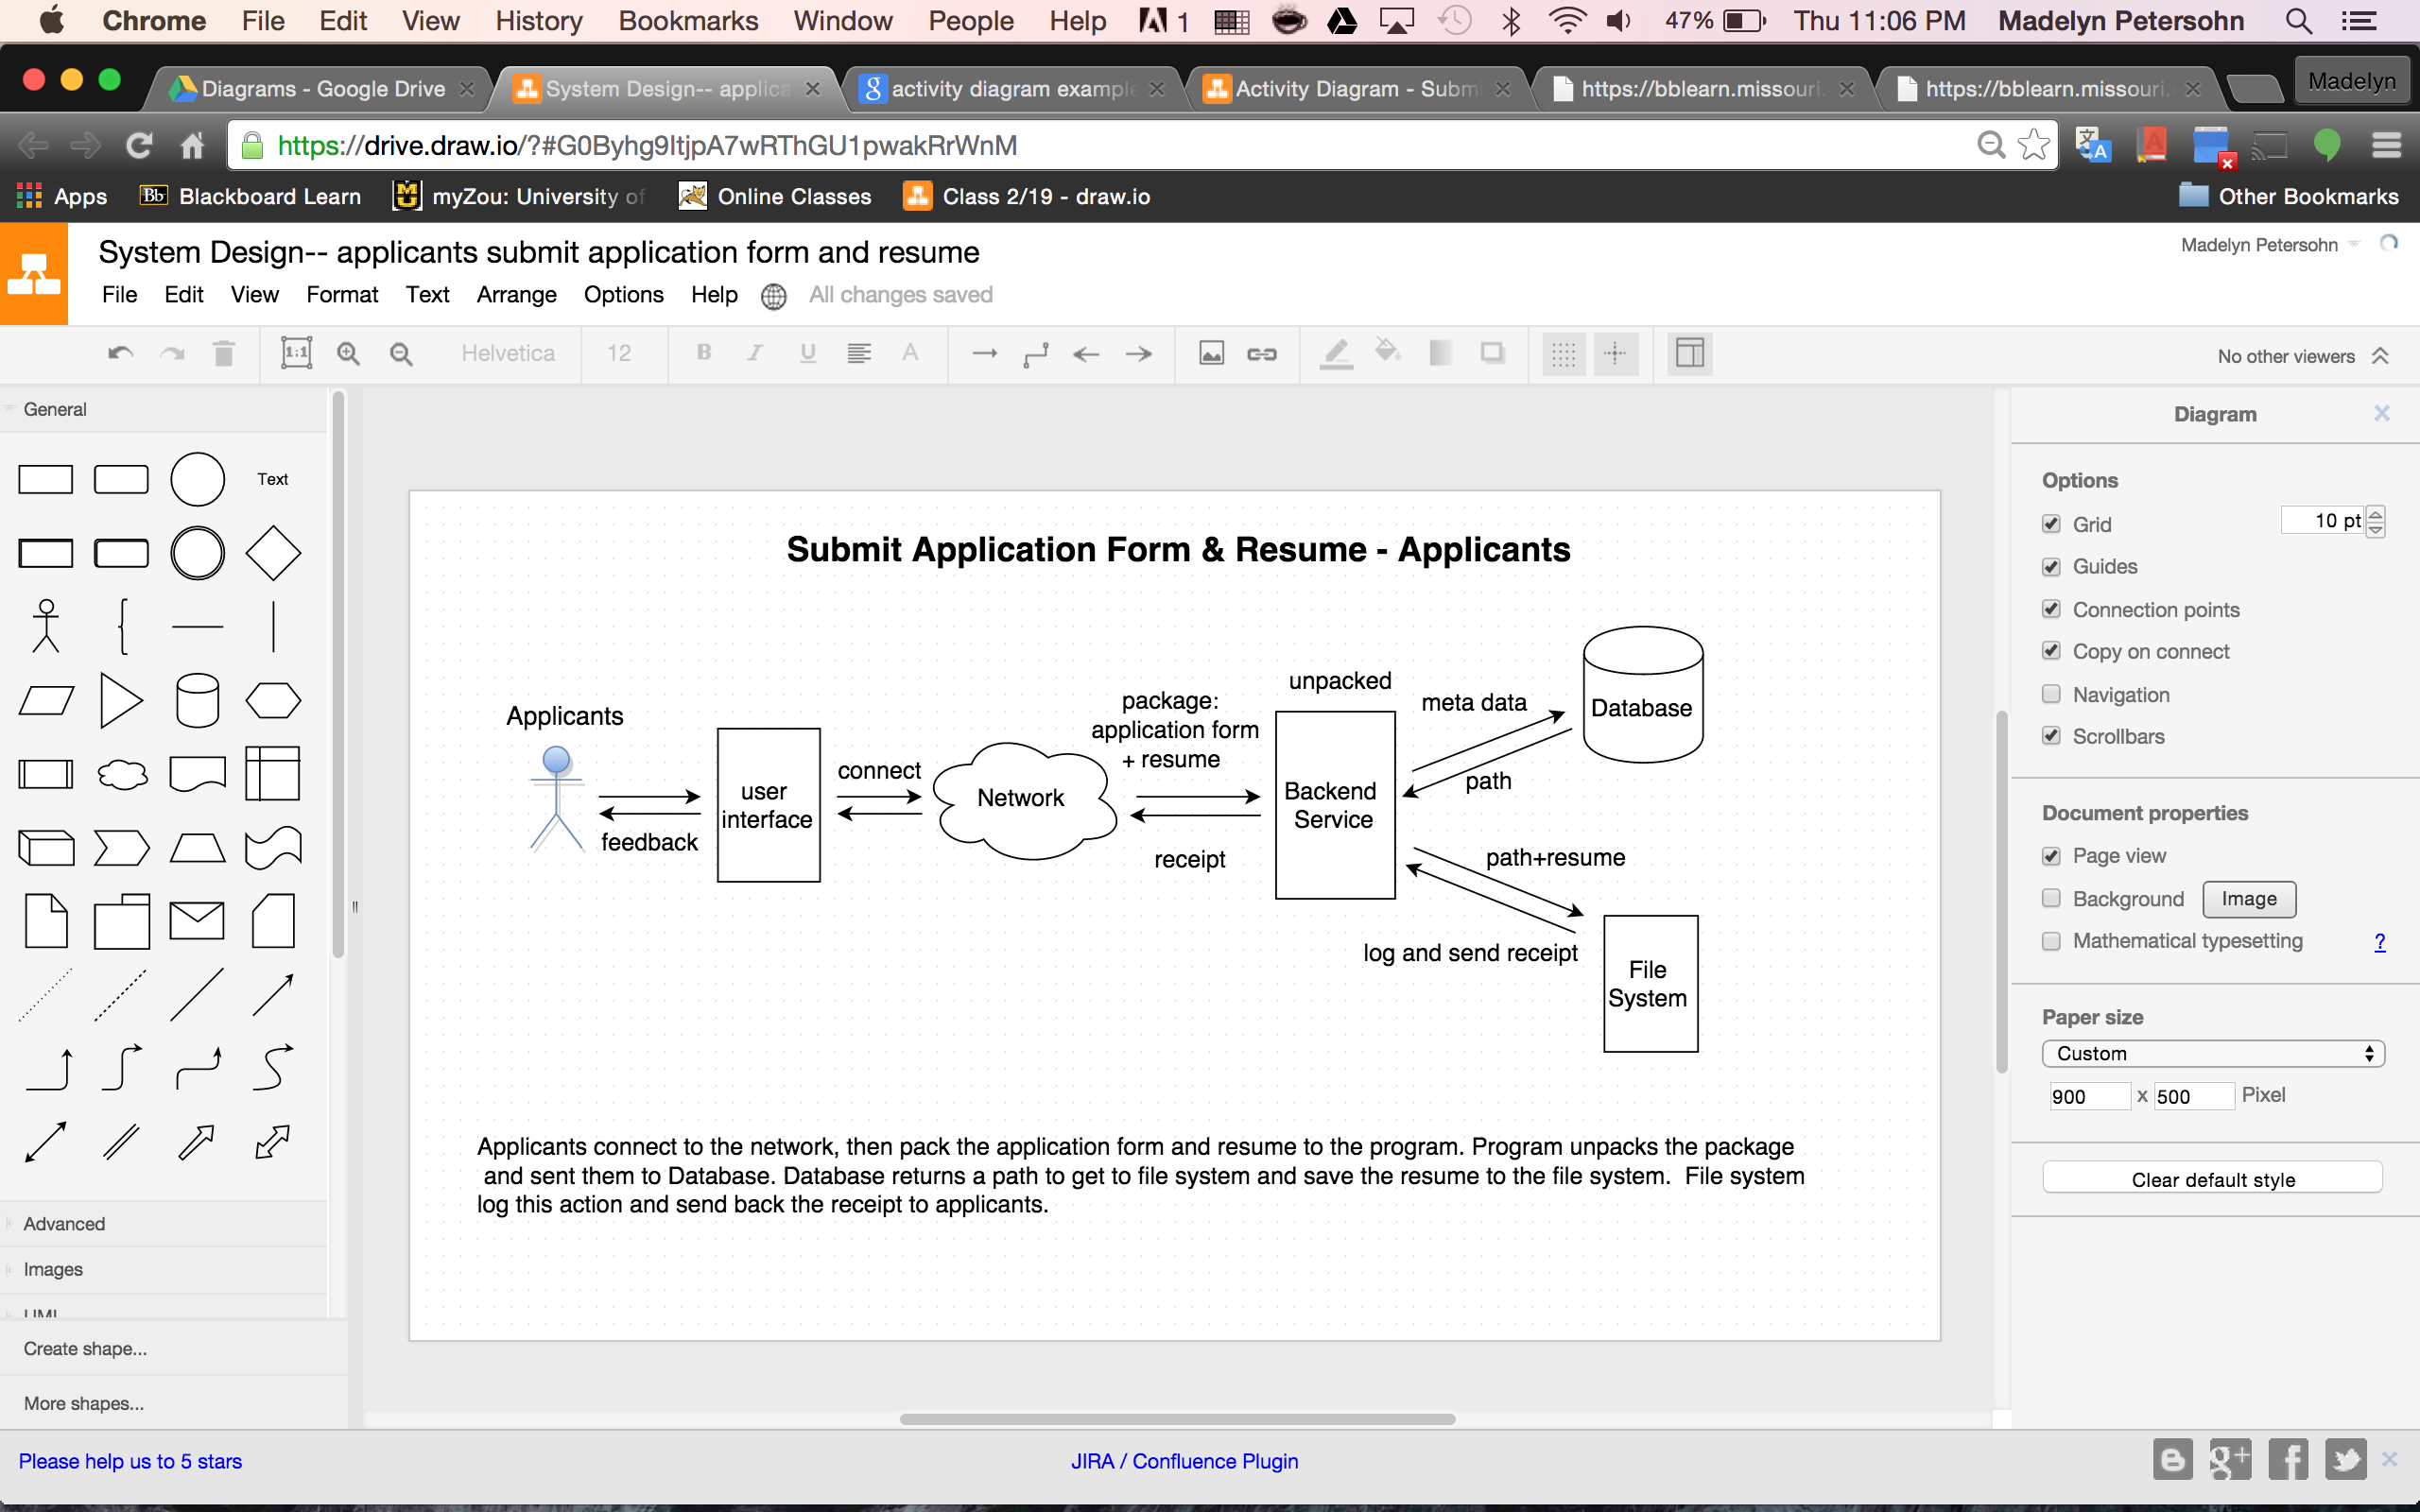 Chrome File Edit View History Bookmarks Window People Help 1 47% Thu 11:06 PM Madelyn Petersohn
Diagrams - Google Drive System Design-- applica activity diagram example Activity Diagram - Subm https://bblearn.missouri. https://bblearn.missouri. Madelyn
https://drive.draw.io/?#G0Byhg9ItjpA7wRThGU1pwakRrWnM
Apps Bb Blackboard Learn myZou: University of Online Classes Class 2/19 - draw.io Other Bookmarks
System Design-- applicants submit application form and resume
Madelyn Petersohn
File Edit View Format Text Arrange Options Help All changes saved
1:1 Helvetica 12 B I U A No other viewers
General
Text
Advanced
Images
UML
Create shape...
More shapes...
Submit Application Form & Resume - Applicants
Applicants
feedback
user
interface
connect
Network
package:
application form
+ resume
receipt
unpacked
Backend
Service
meta data
path
Database
path+resume
log and send receipt
File
System
Applicants connect to the network, then pack the application form and resume to the program. Program unpacks the package
and sent them to Database. Database returns a path to get to file system and save the resume to the file system. File system
log this action and send back the receipt to applicants.
Diagram
Options
Grid 10 pt
Guides
Connection points
Copy on connect
Navigation
Scrollbars
Document properties
Page view
Background Image
Mathematical typesetting ?
Paper size
Custom
900 x 500 Pixel
Clear default style
Please help us to 5 stars JIRA / Confluence Plugin